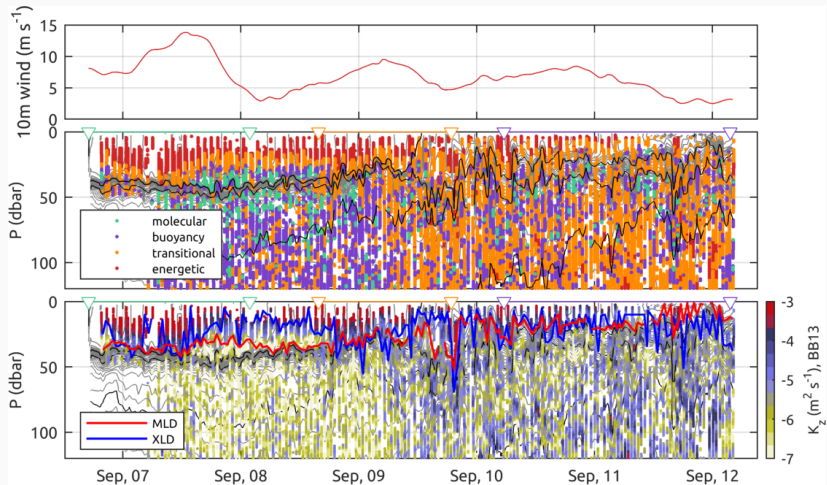 10m wind (m s⁻¹)
15
10
5
0
P (dbar)
0
50
100
molecular
buoyancy
transitional
energetic
P (dbar)
0
50
100
MLD
XLD
-3
-4
-5
-6
-7
K_z (m² s⁻¹), BB13
Sep, 07
Sep, 08
Sep, 09
Sep, 10
Sep, 11
Sep, 12